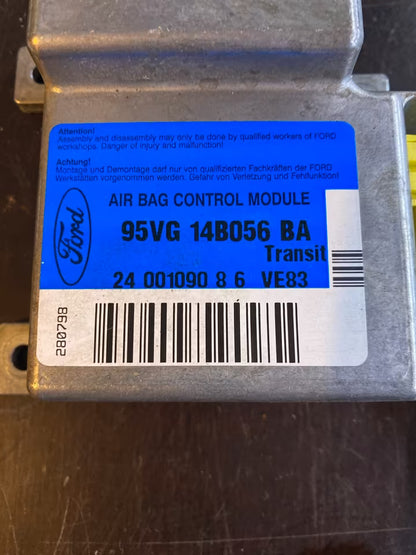 Attention!
Assembly and disassembly may only be done by qualified workers of FORD
workshops. Danger of injury and malfunction!
Achtung!
Montage und Demontage darf nur von qualifizierten Fachkräften der FORD
Werkstätten vorgenommen werden. Gefahr von Verletzung und Fehlfunktion!
Ford
AIR BAG CONTROL MODULE
95VG 14B056 BA
Transit
24 001090 8 6 VE83
280798